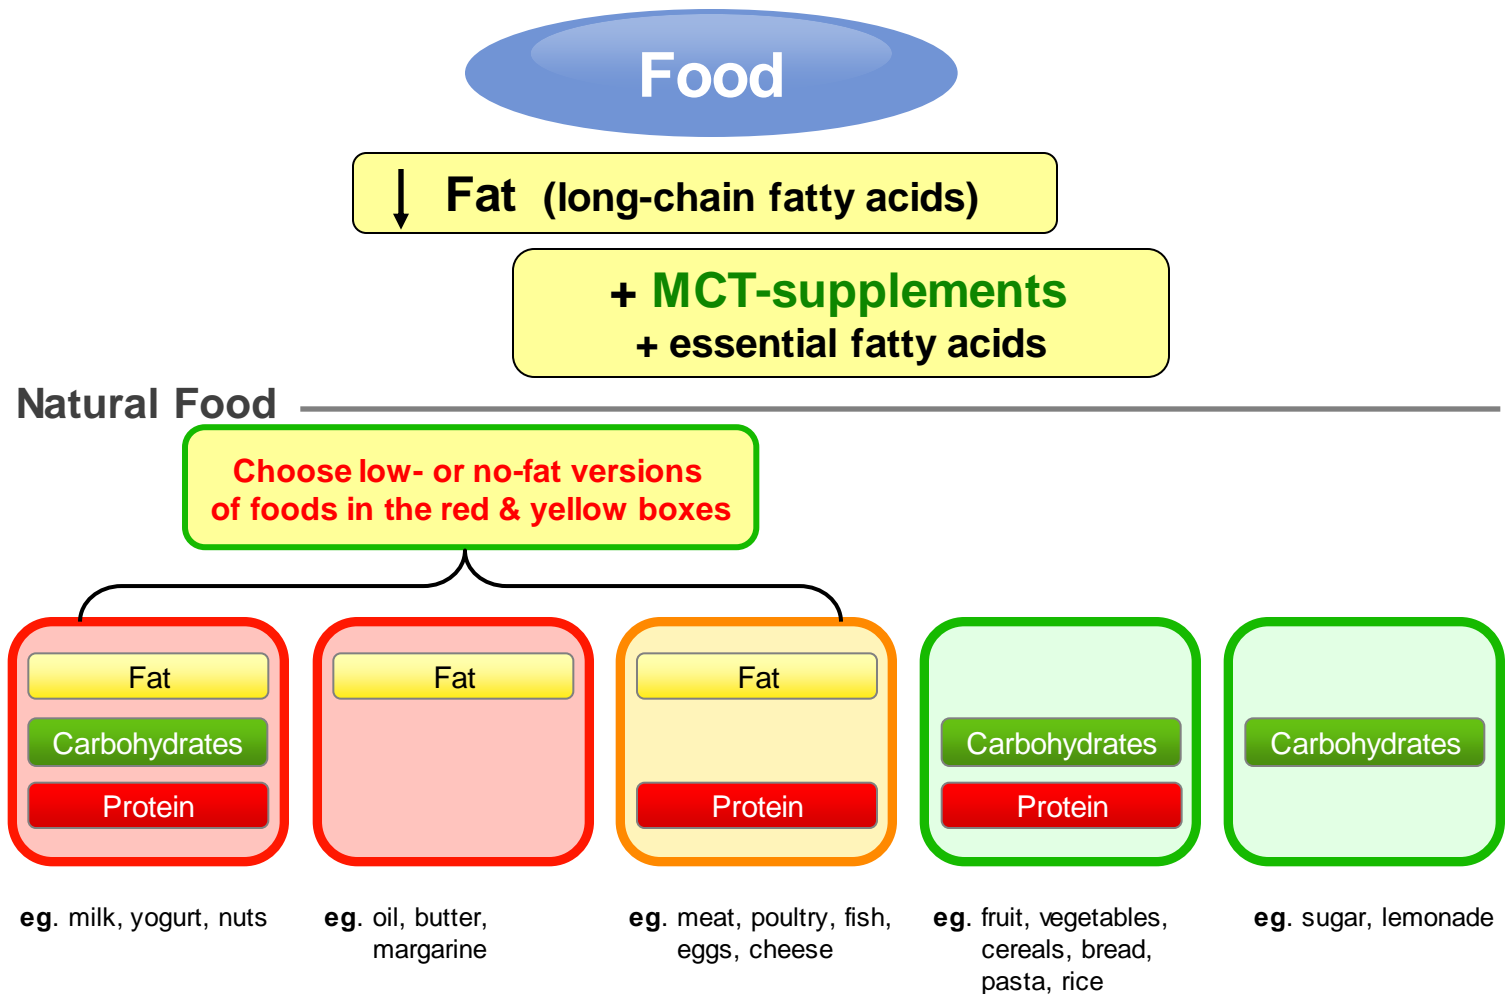 Food
Fat (long-chain fatty acids)
+ MCT-supplements
+ essential fatty acids
Natural Food
Choose low- or no-fat versions
of foods in the red & yellow boxes
Fat
Carbohydrates
Protein
eg. milk, yogurt, nuts
Fat
eg. oil, butter,
margarine
Fat
Protein
eg. meat, poultry, fish,
eggs, cheese
Carbohydrates
Protein
eg. fruit, vegetables,
cereals, bread,
pasta, rice
Carbohydrates
eg. sugar, lemonade